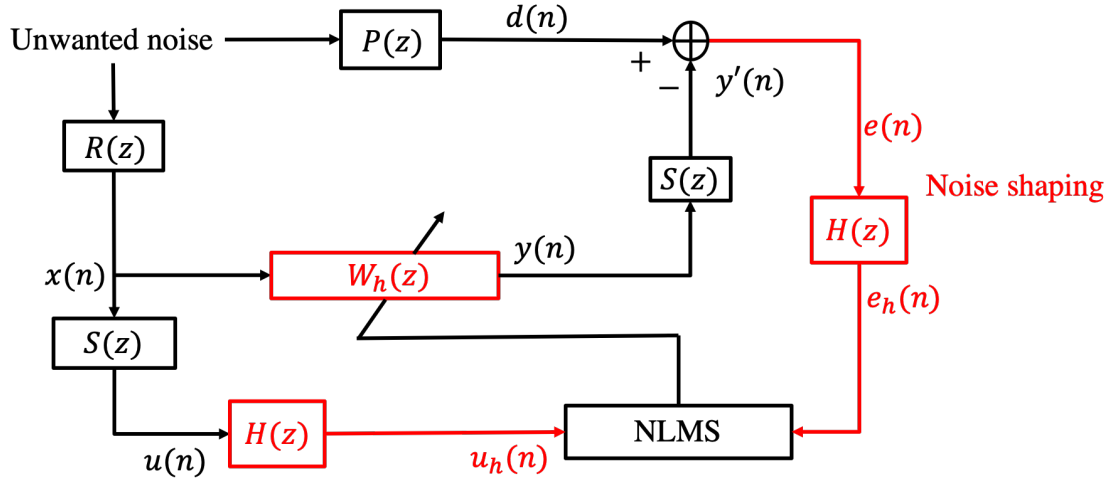 Unwanted noise
P(z)
d(n)
+
−
y′(n)
R(z)
e(n)
S(z)
Noise shaping
H(z)
x(n)
W_h(z)
y(n)
e_h(n)
S(z)
H(z)
NLMS
u(n)
u_h(n)